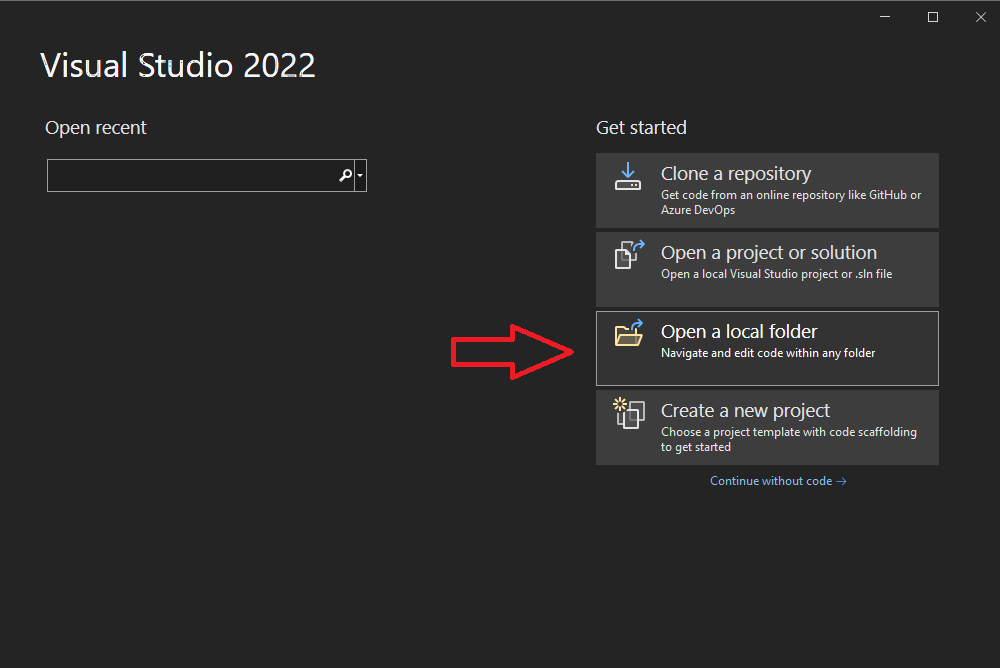 Visual Studio 2022
Open recent
Get started
Clone a repository
Get code from an online repository like GitHub or
Azure DevOps
Open a project or solution
Open a local Visual Studio project or .sln file
Open a local folder
Navigate and edit code within any folder
Create a new project
Choose a project template with code scaffolding
to get started
Continue without code →